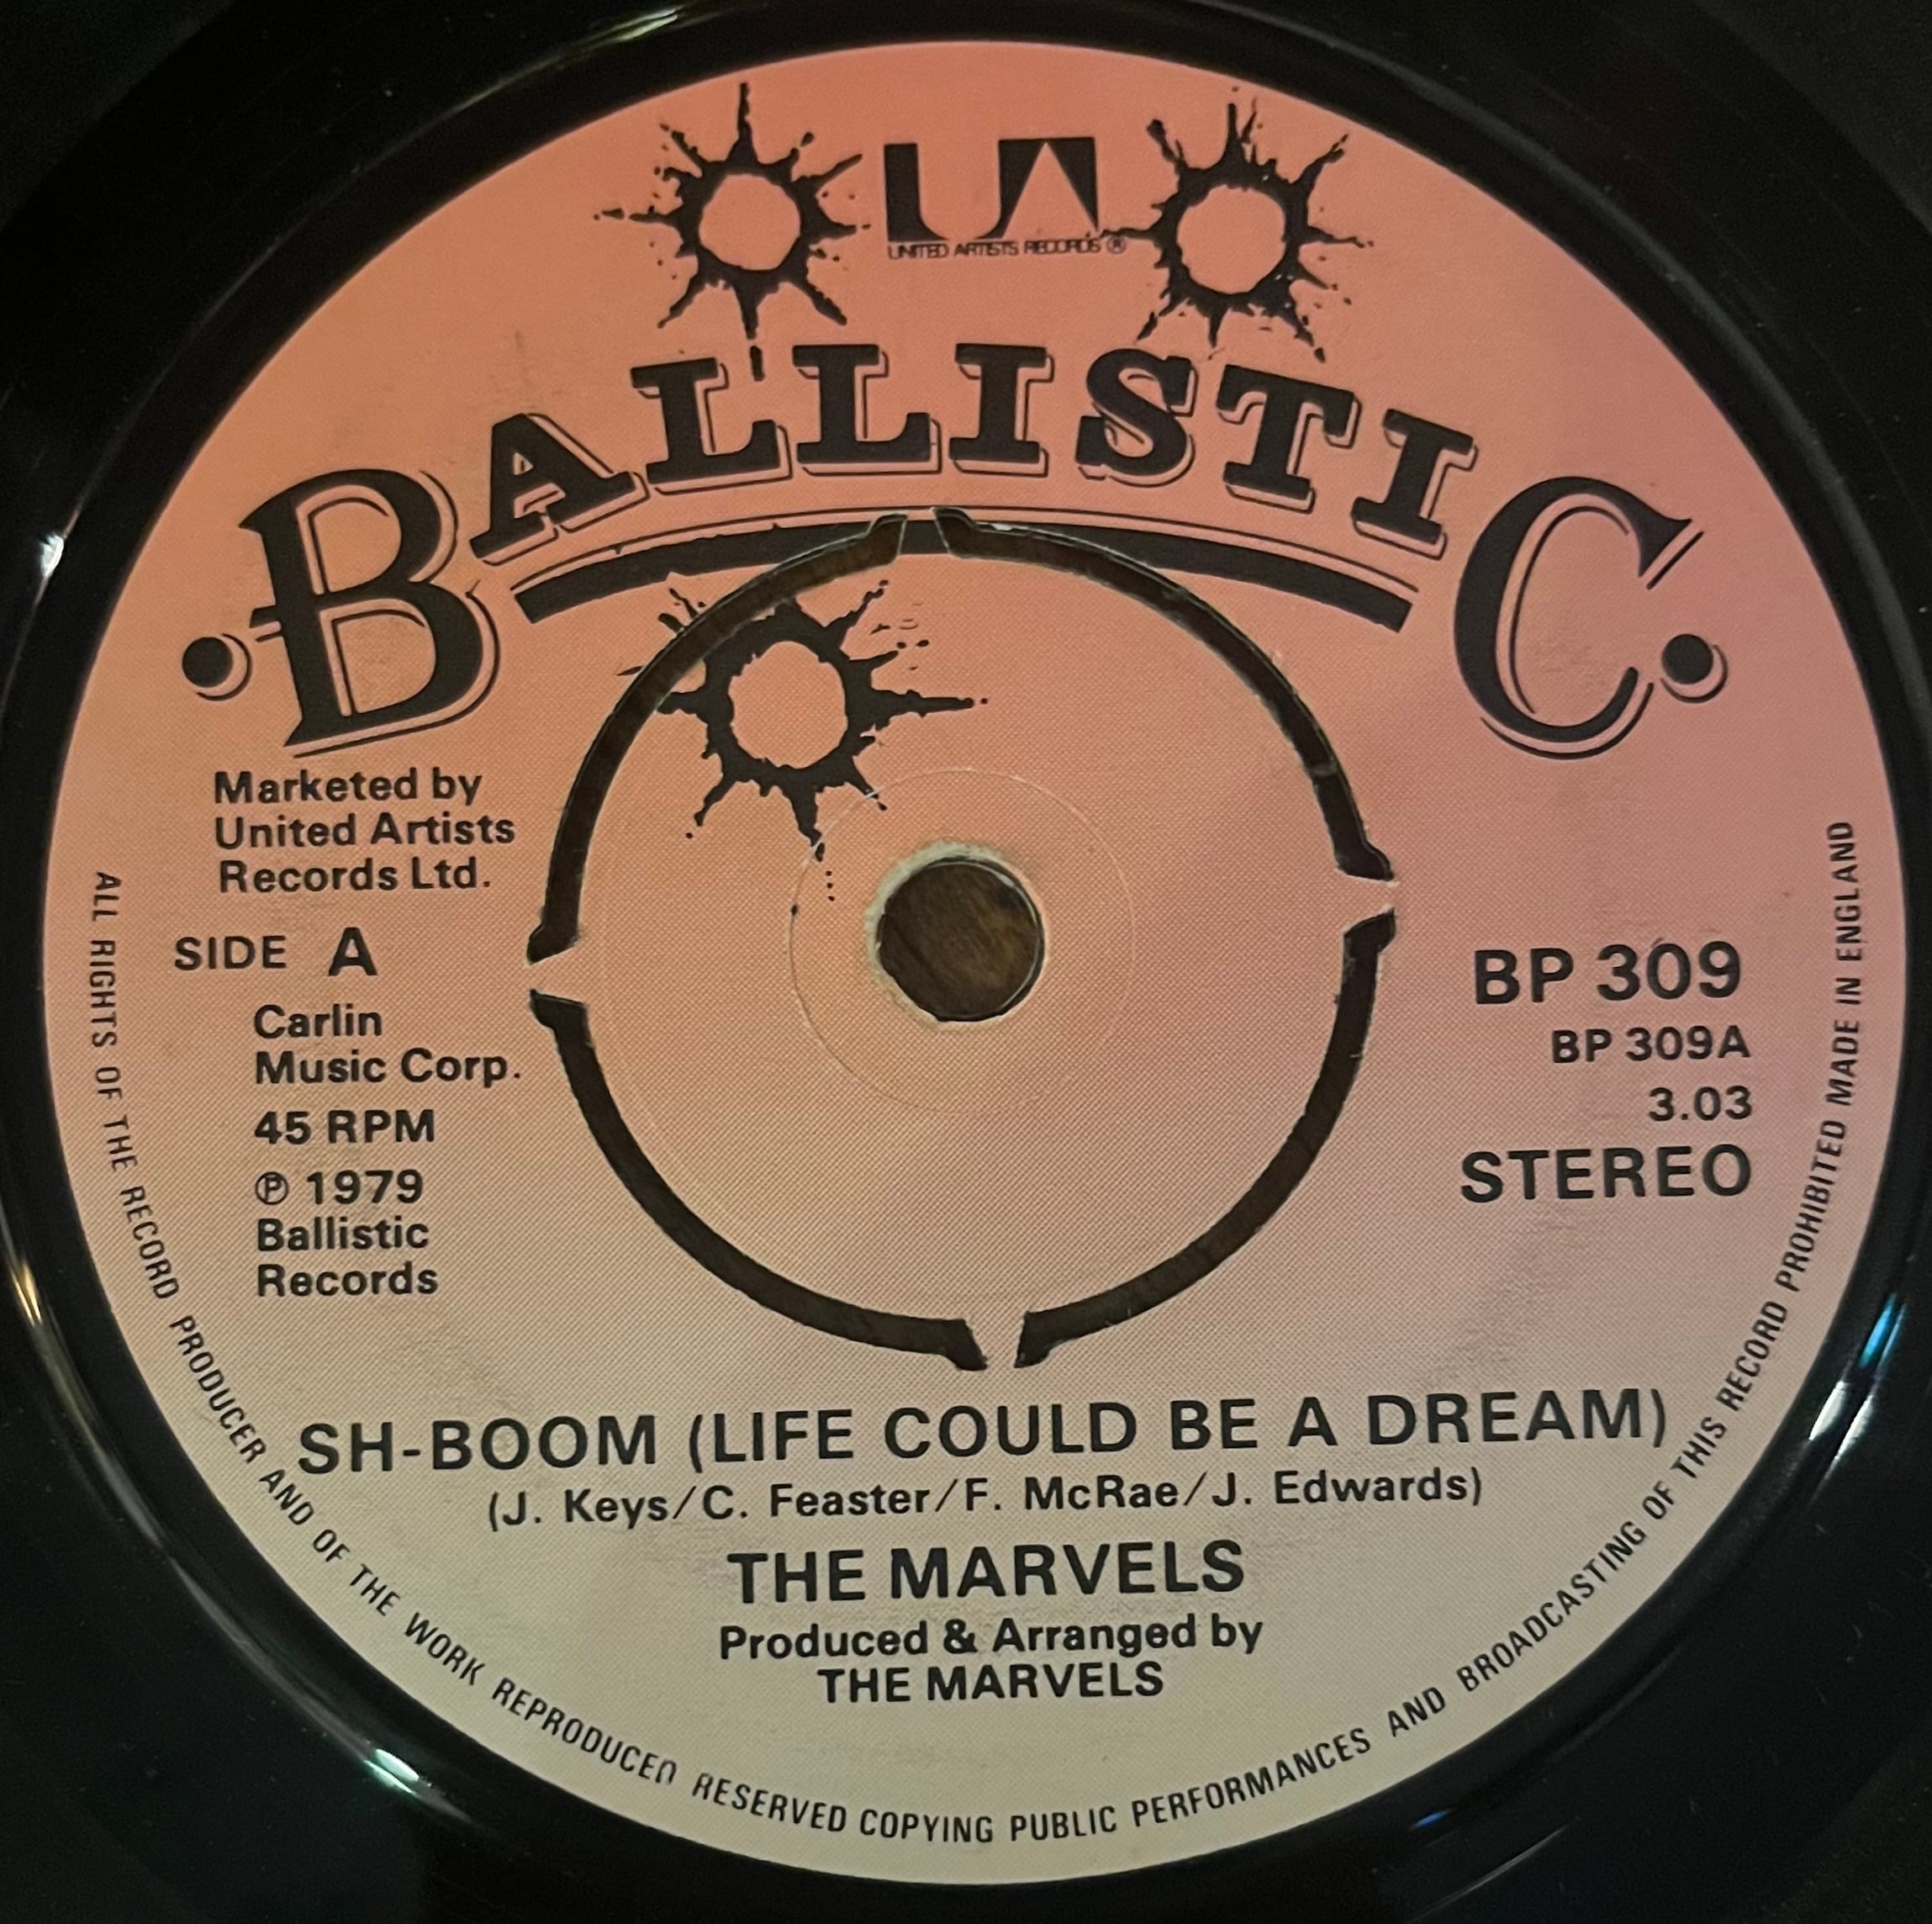 UA
UNITED ARTISTS RECORDS ®
BALLISTIC
Marketed by
United Artists
Records Ltd.
SIDE A
Carlin
Music Corp.
45 RPM
℗ 1979
Ballistic
Records
BP 309
BP 309A
3.03
STEREO
SH-BOOM (LIFE COULD BE A DREAM)
(J. Keys/C. Feaster/F. McRae/J. Edwards)
THE MARVELS
Produced & Arranged by
THE MARVELS
ALL RIGHTS OF THE RECORD PRODUCER AND OF THE WORK REPRODUCED RESERVED COPYING PUBLIC PERFORMANCES AND BROADCASTING OF THIS RECORD PROHIBITED MADE IN ENGLAND